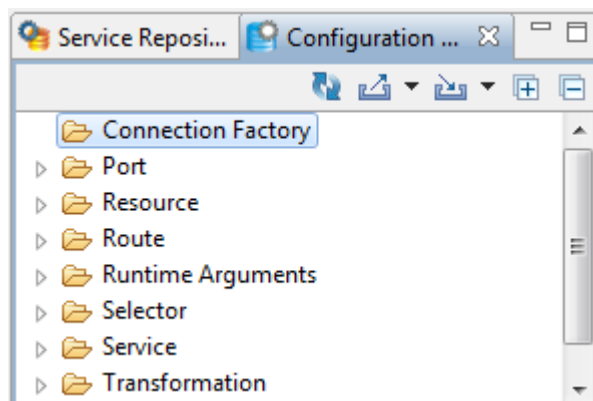 Service Reposi... Configuration ...
Connection Factory
Port
Resource
Route
Runtime Arguments
Selector
Service
Transformation